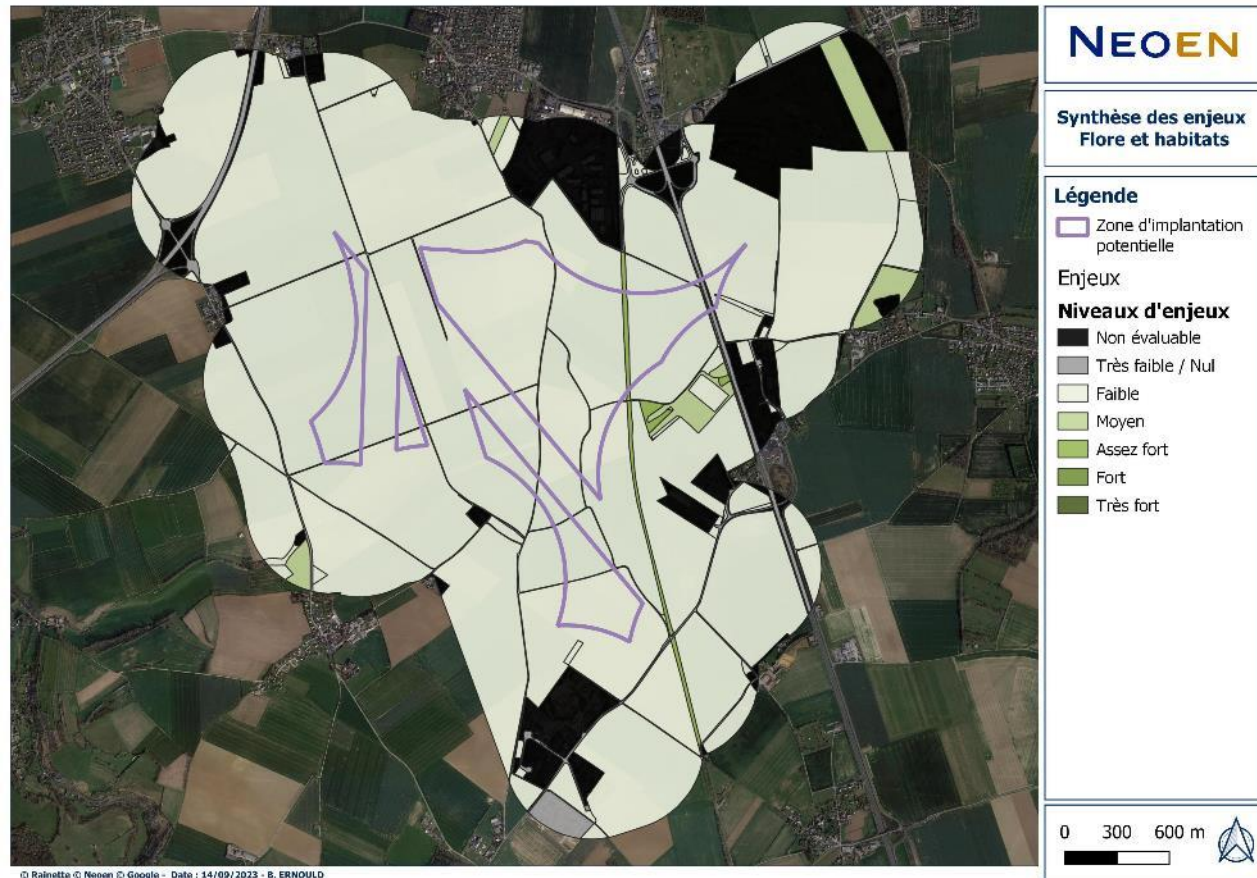 NEOEN
Synthèse des enjeux
Flore et habitats
Légende
Zone d'implantation
potentielle
Enjeux
Niveaux d'enjeux
Non évaluable
Très faible / Nul
Faible
Moyen
Assez fort
Fort
Très fort
0 300 600 m
© Rainette © Neoen © Google - Date : 14/09/2023 - B. ERNOULD